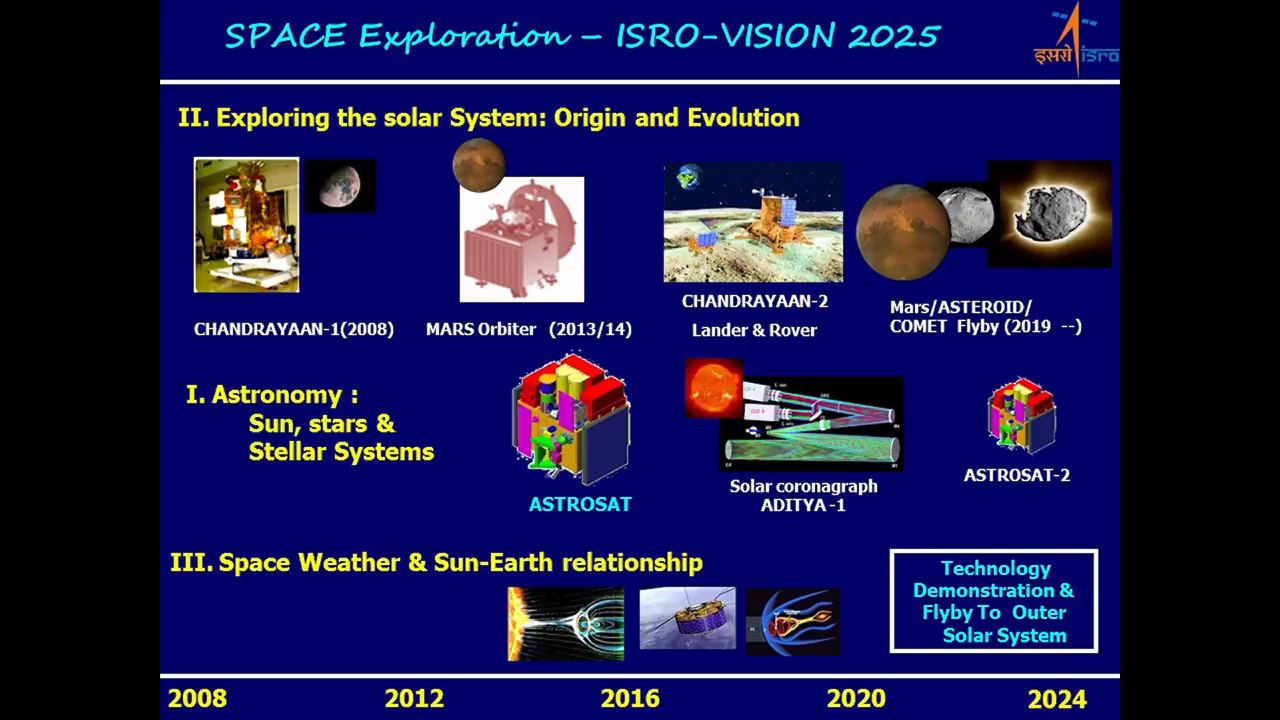 SPACE Exploration – ISRO-VISION 2025
इसरो isro
II. Exploring the solar System: Origin and Evolution
CHANDRAYAAN-1(2008)
MARS Orbiter (2013/14)
CHANDRAYAAN-2
Lander & Rover
Mars/ASTEROID/
COMET Flyby (2019 --)
I. Astronomy :
Sun, stars &
Stellar Systems
ASTROSAT
Solar coronagraph
ADITYA -1
ASTROSAT-2
III. Space Weather & Sun-Earth relationship
Technology
Demonstration &
Flyby To Outer
Solar System
2008 2012 2016 2020 2024